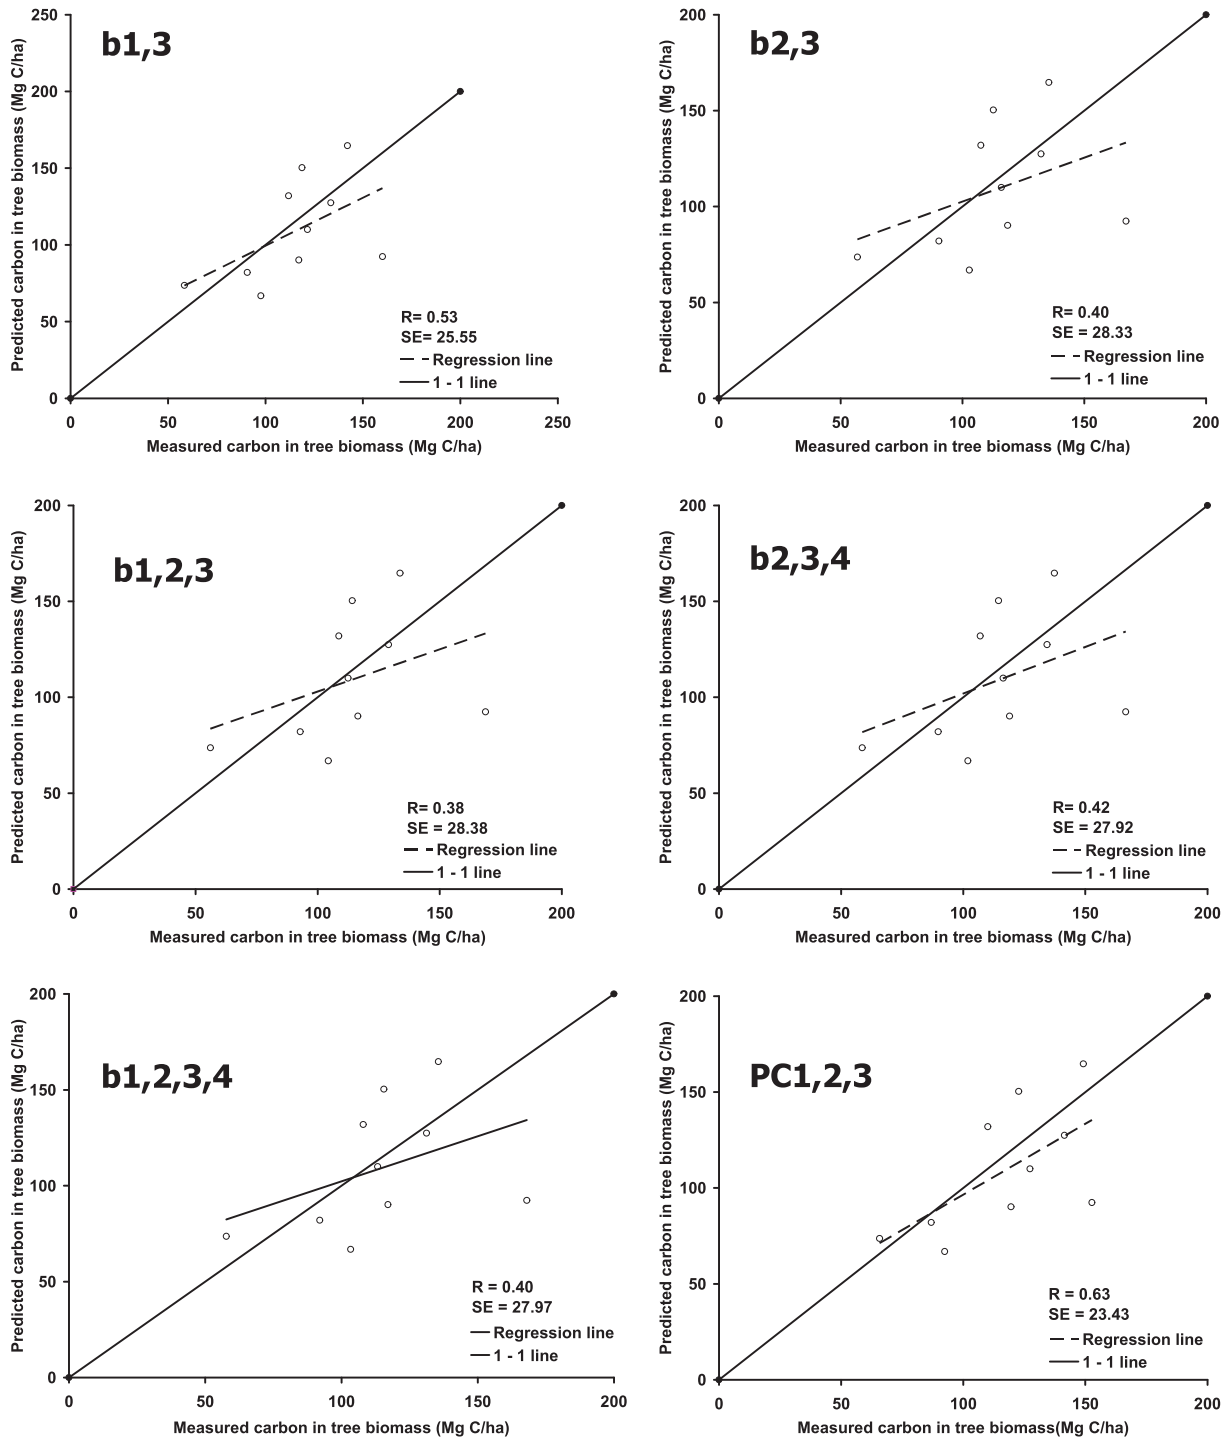 b1,3
Predicted carbon in tree biomass (Mg C/ha)
250
200
150
100
50
0
R= 0.53
SE= 25.55
Regression line
1 - 1 line
0 50 100 150 200 250
Measured carbon in tree biomass (Mg C/ha)
b2,3
Predicted carbon in tree biomass (Mg C/ha)
200
150
100
50
0
R= 0.40
SE = 28.33
Regression line
1 - 1 line
0 50 100 150 200
Measured carbon in tree biomass (Mg C/ha)
b1,2,3
Predicted carbon in tree biomass (Mg C/ha)
200
150
100
50
0
R= 0.38
SE = 28.38
Regression line
1 - 1 line
0 50 100 150 200
Measured carbon in tree biomass (Mg C/ha)
b2,3,4
Predicted carbon in tree biomass (Mg C/ha)
200
150
100
50
0
R= 0.42
SE = 27.92
Regression line
1 - 1 line
0 50 100 150 200
Measured carbon in tree biomass (Mg C/ha)
b1,2,3,4
Predicted carbon in tree biomass (Mg C/ha)
200
150
100
50
0
R = 0.40
SE = 27.97
Regression line
1 - 1 line
0 50 100 150 200
Measured carbon in tree biomass (Mg C/ha)
PC1,2,3
Predicted carbon in tree biomass (Mg C/ha)
200
150
100
50
0
R = 0.63
SE = 23.43
Regression line
1 - 1 line
0 50 100 150 200
Measured carbon in tree biomass(Mg C/ha)